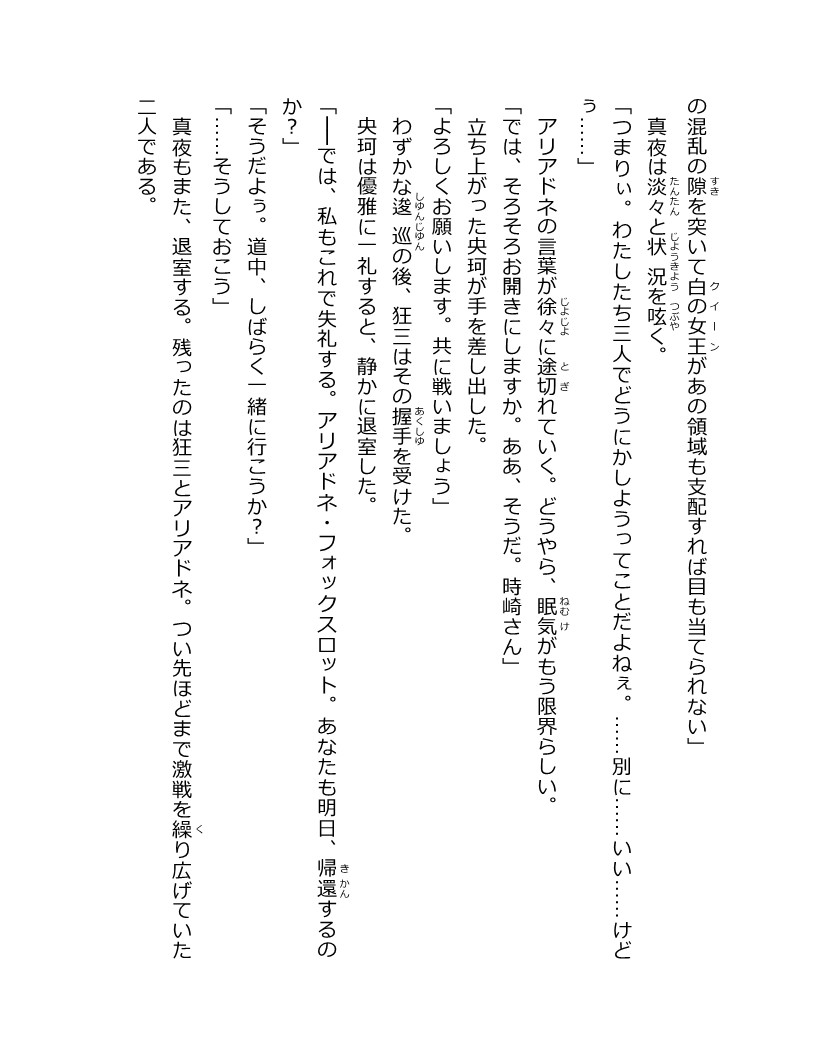 の混乱の隙を突いて白の女王があの領域も支配すれば目も当てられない」
真夜は淡々と状況を呟く。
「つまりぃ。わたしたち三人でどうにかしようってことだよねぇ。……別に……いい……けど
ぅ……」
アリアドネの言葉が徐々に途切れていく。どうやら、眠気がもう限界らしい。
「では、そろそろお開きにしますか。ああ、そうだ。時崎さん」
立ち上がった央珂が手を差し出した。
「よろしくお願いします。共に戦いましょう」
わずかな逡巡の後、狂三はその握手を受けた。
央珂は優雅に一礼すると、静かに退室した。
「――では、私もこれで失礼する。アリアドネ・フォックスロット。あなたも明日、帰還するの
か？」
「そうだよぅ。道中、しばらく一緒に行こうか？」
「……そうしておこう」
真夜もまた、退室する。残ったのは狂三とアリアドネ。つい先ほどまで激戦を繰り広げていた
二人である。